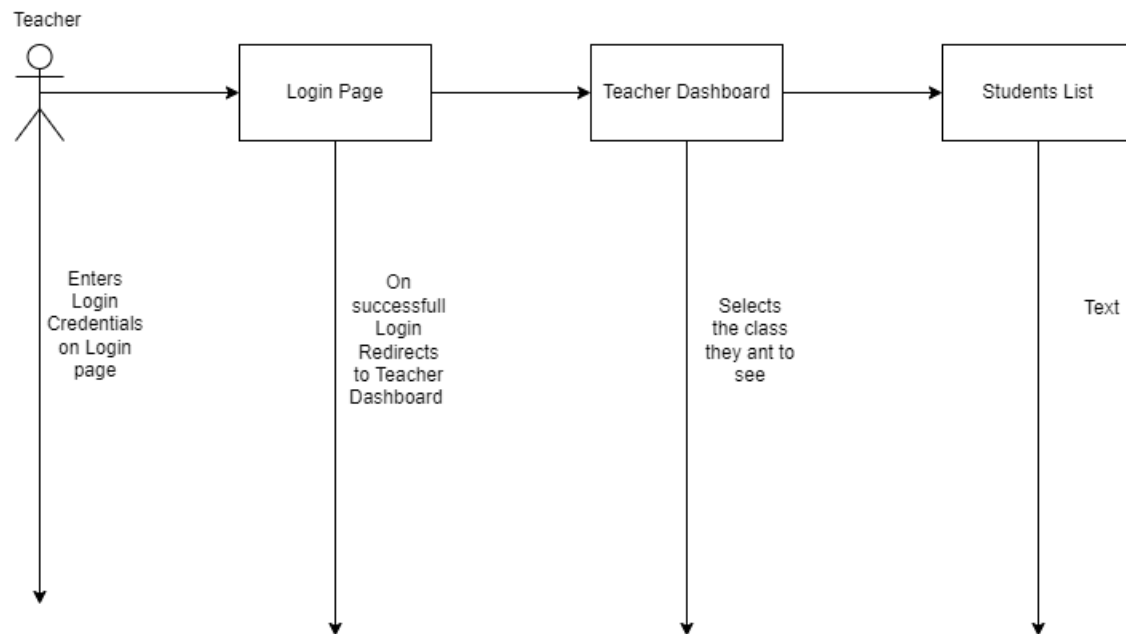 Teacher
Login Page
Teacher Dashboard
Students List
Enters
Login
Credentials
on Login
page
On
successfull
Login
Redirects
to Teacher
Dashboard
Selects
the class
they ant to
see
Text